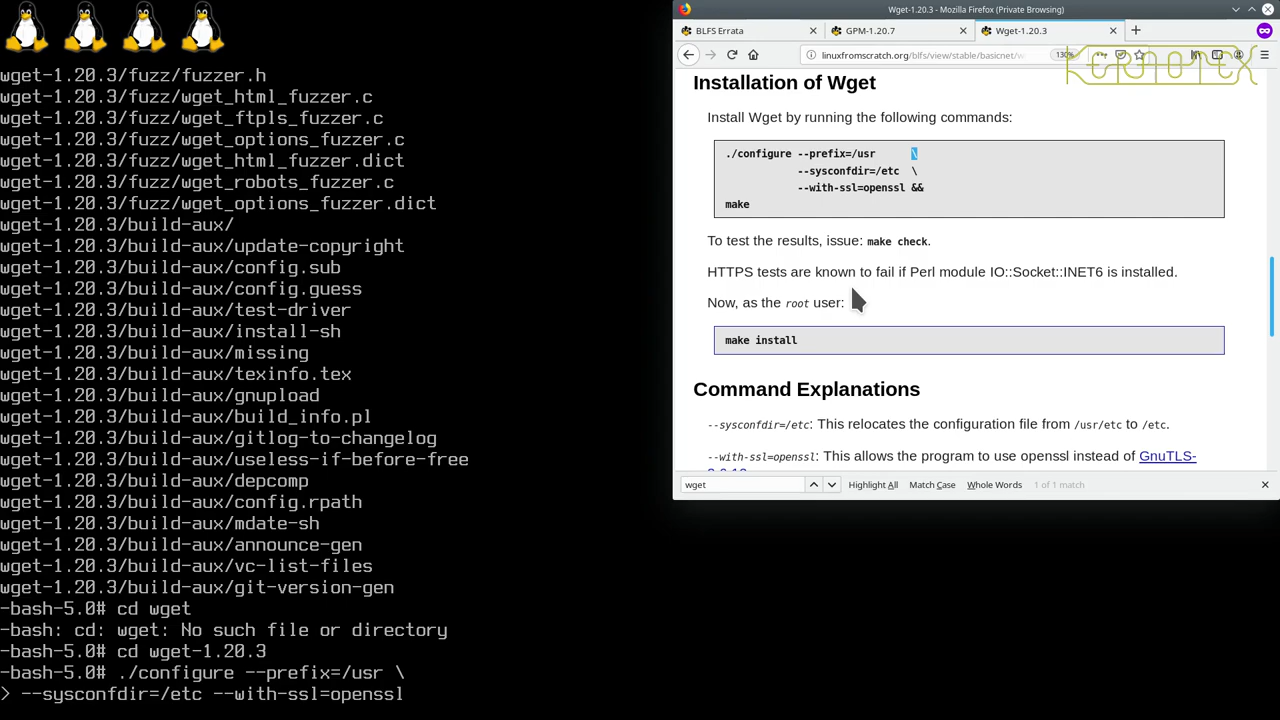 wget-1.20.3/fuzz/fuzzer.h
wget-1.20.3/fuzz/wget_html_fuzzer.c
wget-1.20.3/fuzz/wget_ftpls_fuzzer.c
wget-1.20.3/fuzz/wget_options_fuzzer.c
wget-1.20.3/fuzz/wget_html_fuzzer.dict
wget-1.20.3/fuzz/wget_robots_fuzzer.c
wget-1.20.3/fuzz/wget_options_fuzzer.dict
wget-1.20.3/build-aux/
wget-1.20.3/build-aux/update-copyright
wget-1.20.3/build-aux/config.sub
wget-1.20.3/build-aux/config.guess
wget-1.20.3/build-aux/test-driver
wget-1.20.3/build-aux/install-sh
wget-1.20.3/build-aux/missing
wget-1.20.3/build-aux/texinfo.tex
wget-1.20.3/build-aux/gnupload
wget-1.20.3/build-aux/build_info.pl
wget-1.20.3/build-aux/gitlog-to-changelog
wget-1.20.3/build-aux/useless-if-before-free
wget-1.20.3/build-aux/depcomp
wget-1.20.3/build-aux/config.rpath
wget-1.20.3/build-aux/mdate-sh
wget-1.20.3/build-aux/announce-gen
wget-1.20.3/build-aux/vc-list-files
wget-1.20.3/build-aux/git-version-gen
-bash-5.0# cd wget
-bash: cd: wget: No such file or directory
-bash-5.0# cd wget-1.20.3
-bash-5.0# ./configure --prefix=/usr \
> --sysconfdir=/etc --with-ssl=openssl
Wget-1.20.3 - Mozilla Firefox (Private Browsing)
BLFS Errata
GPM-1.20.7
Wget-1.20.3
linuxfromscratch.org/blfs/view/stable/basicnet/w
130%
Installation of Wget
Install Wget by running the following commands:
./configure --prefix=/usr \
--sysconfdir=/etc \
--with-ssl=openssl &&
make
To test the results, issue: make check.
HTTPS tests are known to fail if Perl module IO::Socket::INET6 is installed.
Now, as the root user:
make install
Command Explanations
--sysconfdir=/etc: This relocates the configuration file from /usr/etc to /etc.
--with-ssl=openssl: This allows the program to use openssl instead of GnuTLS-
wget
Highlight All
Match Case
Whole Words
1 of 1 match